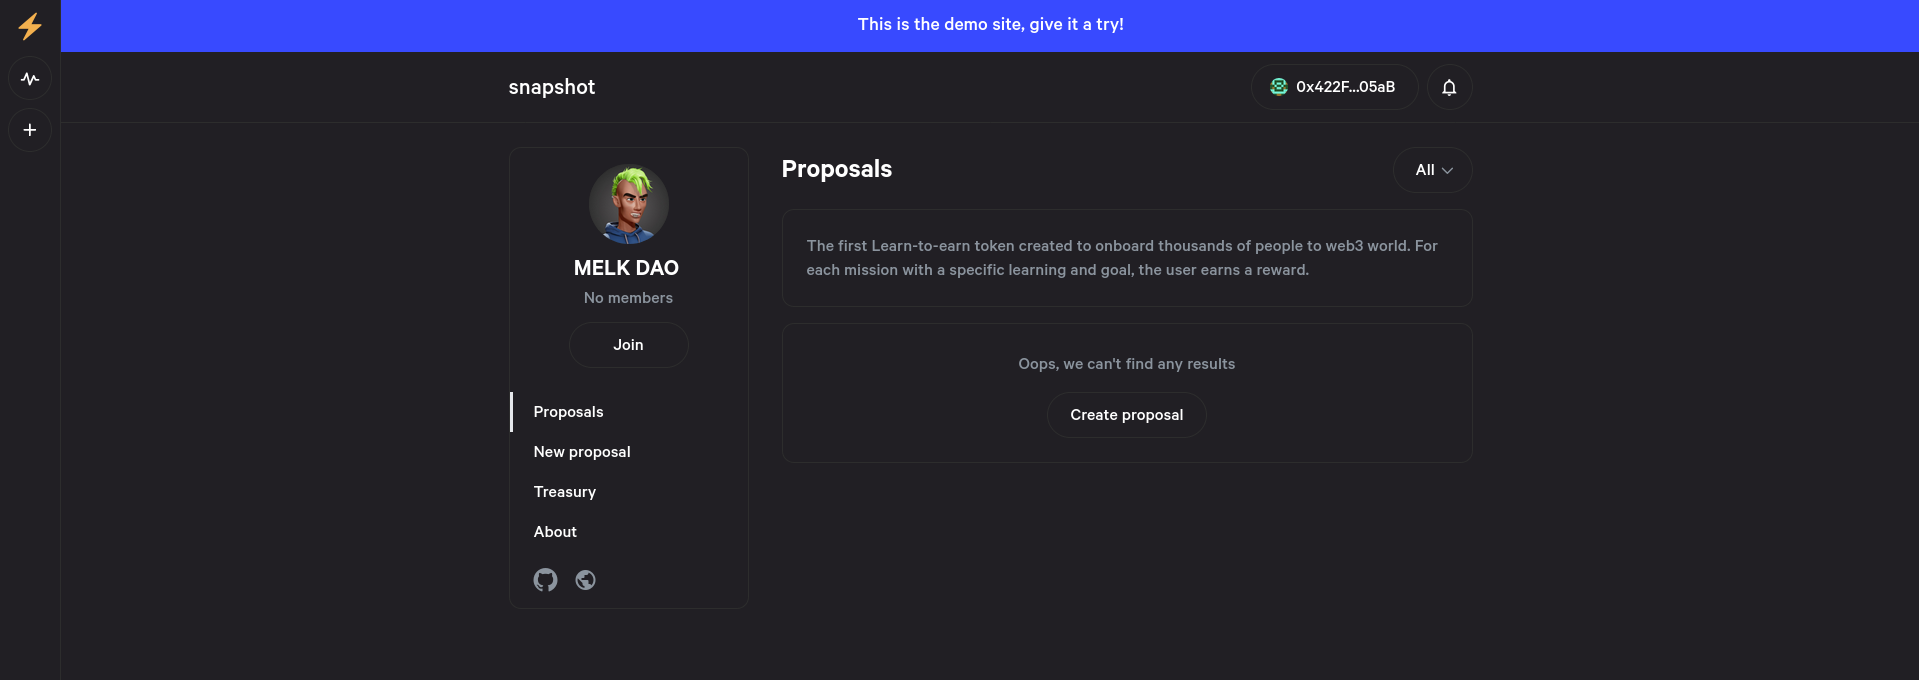 This is the demo site, give it a try!
snapshot
0x422F...05aB
MELK DAO
No members
Join
Proposals
New proposal
Treasury
About
Proposals
All
The first Learn-to-earn token created to onboard thousands of people to web3 world. For
each mission with a specific learning and goal, the user earns a reward.
Oops, we can't find any results
Create proposal